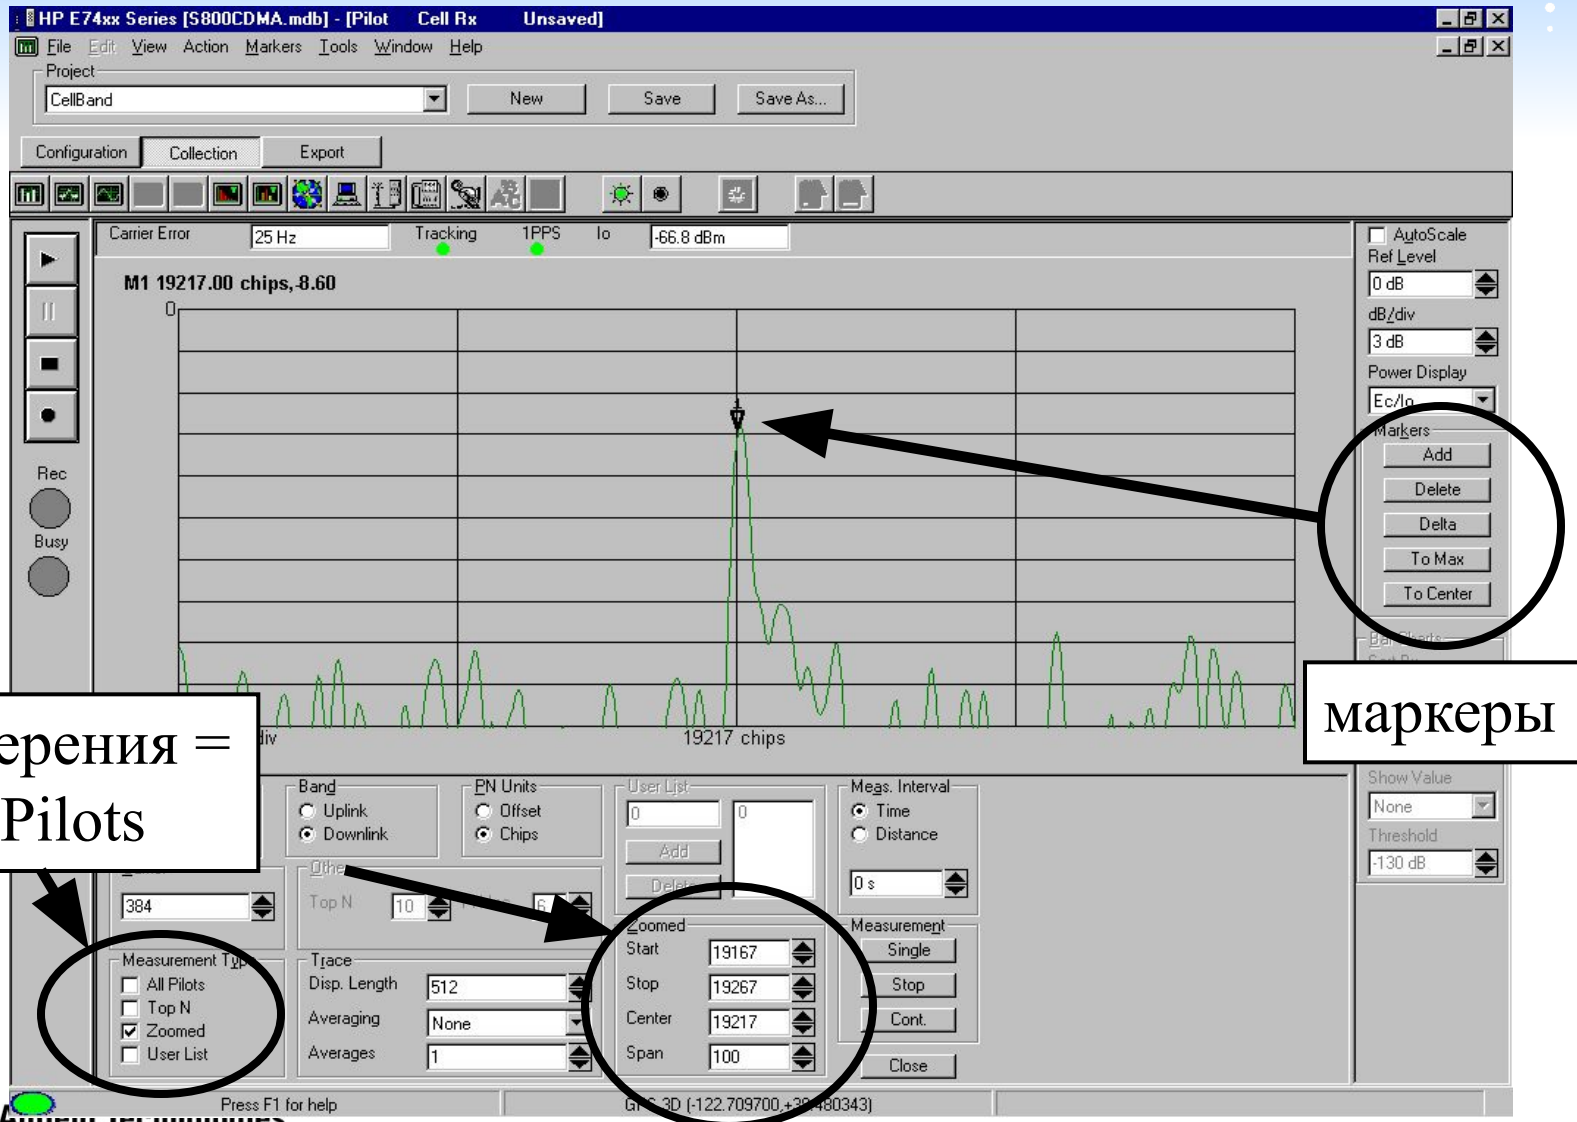 HP E74xx Series [S800CDMA.mdb] - [Pilot Cell Rx Unsaved]
File Edit View Action Markers Tools Window Help
Project
CellBand
New
Save
Save As...
Configuration
Collection
Export
Carrier Error
25 Hz
Tracking
1PPS
Io
-66.8 dBm
M1 19217.00 chips,-8.60
0
19217 chips
Rec
Busy
AutoScale
Ref Level
0 dB
dB/div
3 dB
Power Display
Ec/Io
Markers
Add
Delete
Delta
To Max
To Center
маркеры
Show Value
None
Threshold
-130 dB
ерения =
Pilots
Band
Uplink
Downlink
PN Units
Offset
Chips
User List
0
0
Add
Delete
Meas. Interval
Time
Distance
0 s
384
Top N
10
6
Measurement Type
All Pilots
Top N
Zoomed
User List
Trace
Disp. Length
512
Averaging
None
Averages
1
Zoomed
Start
19167
Stop
19267
Center
19217
Span
100
Measurement
Single
Stop
Cont.
Close
Press F1 for help